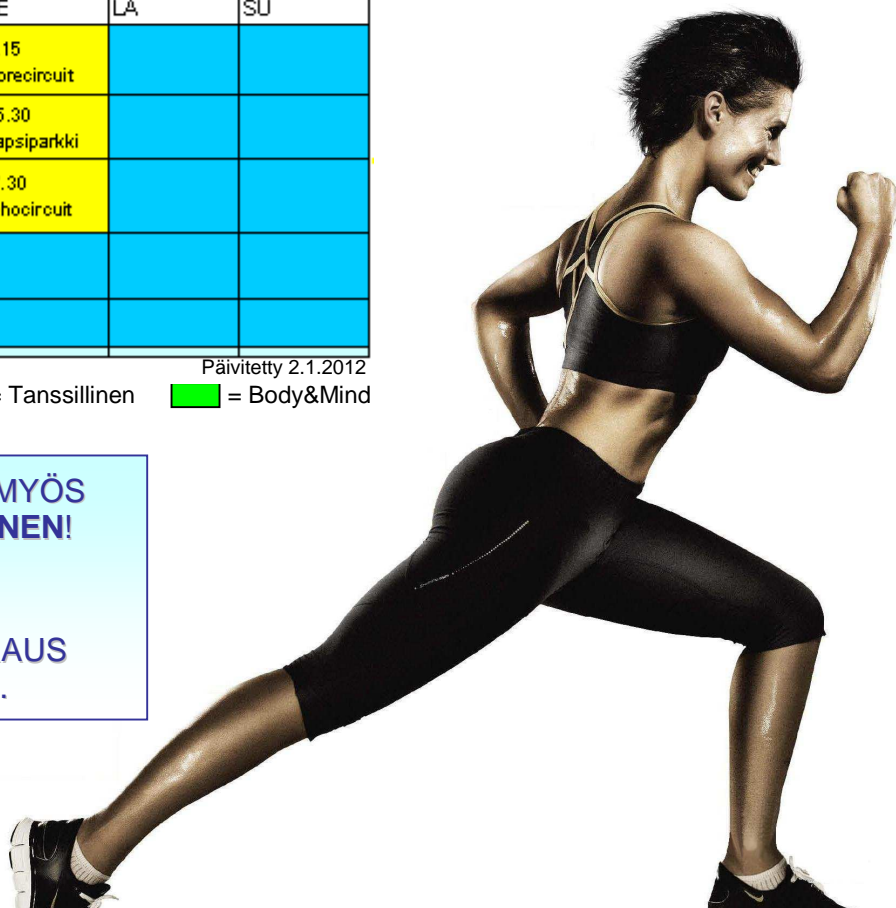 E LA SU
15
orecircuit
5.30
apsiparkki
.30
hocircuit
Päivitetty 2.1.2012
= Tanssillinen = Body&Mind
MYÖS
NEN!
AUS
.